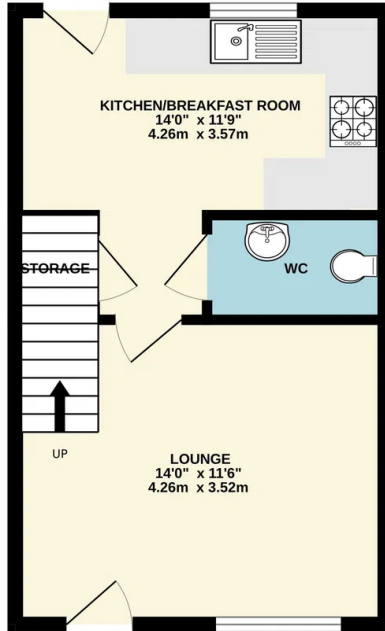 KITCHEN/BREAKFAST ROOM
14'0" x 11'9"
4.26m x 3.57m
STORAGE
WC
UP
LOUNGE
14'0" x 11'6"
4.26m x 3.52m